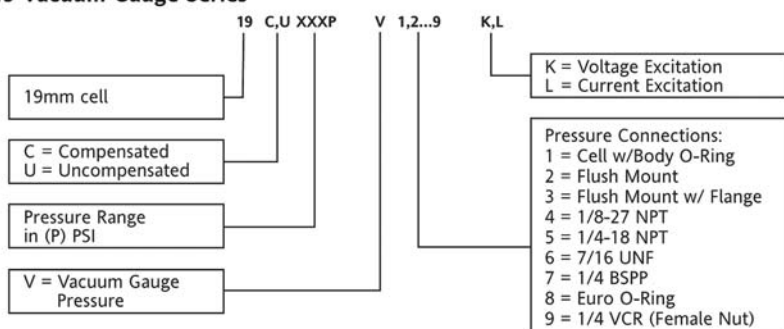 Vacuum Gauge Series
19 C,U XXXP V 1,2...9 K,L
19mm cell
C = Compensated
U = Uncompensated
Pressure Range
in (P) PSI
V = Vacuum Gauge
Pressure
K = Voltage Excitation
L = Current Excitation
Pressure Connections:
1 = Cell w/Body O-Ring
2 = Flush Mount
3 = Flush Mount w/ Flange
4 = 1/8-27 NPT
5 = 1/4-18 NPT
6 = 7/16 UNF
7 = 1/4 BSPP
8 = Euro O-Ring
9 = 1/4 VCR (Female Nut)